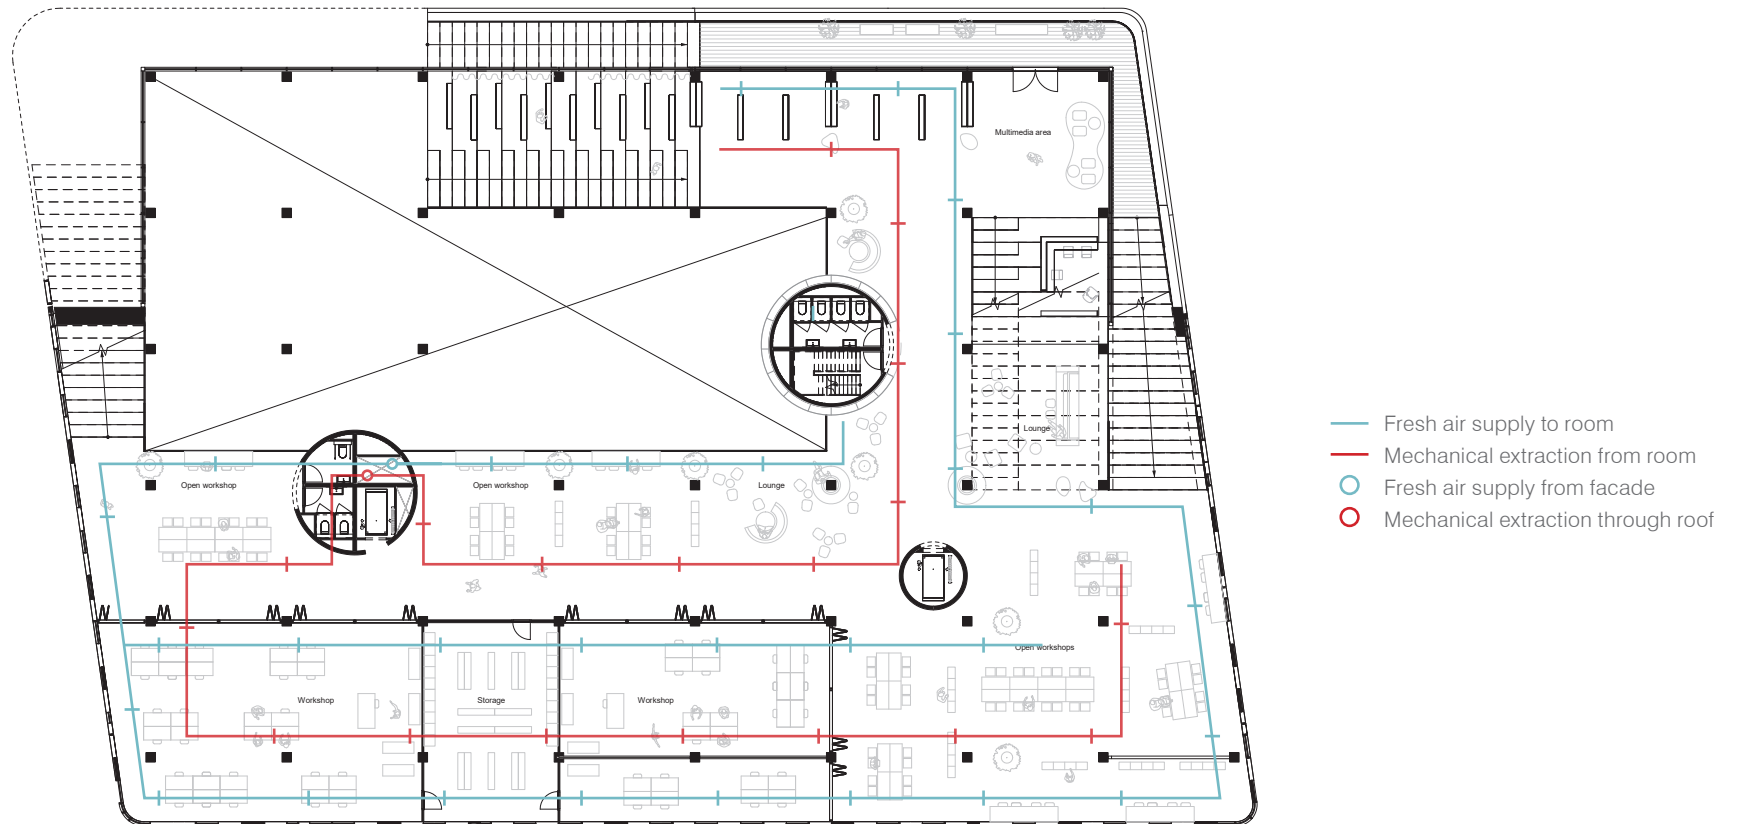 Multimedia area
Lounge
Open workshop
Open workshop
Lounge
Open workshops
Workshop
Storage
Workshop
Fresh air supply to room
Mechanical extraction from room
Fresh air supply from facade
Mechanical extraction through roof